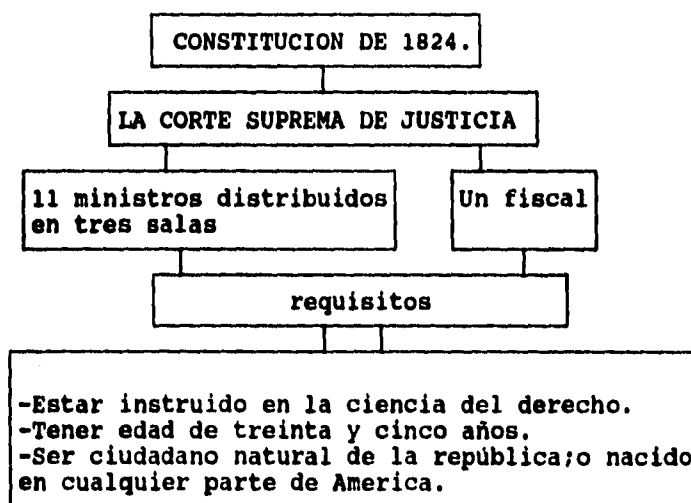 CONSTITUCION DE 1824.
LA CORTE SUPREMA DE JUSTICIA
11 ministros distribuidos
en tres salas
Un fiscal
requisitos
-Estar instruido en la ciencia del derecho.
-Tener edad de treinta y cinco años.
-Ser ciudadano natural de la república;o nacido
en cualquier parte de America.